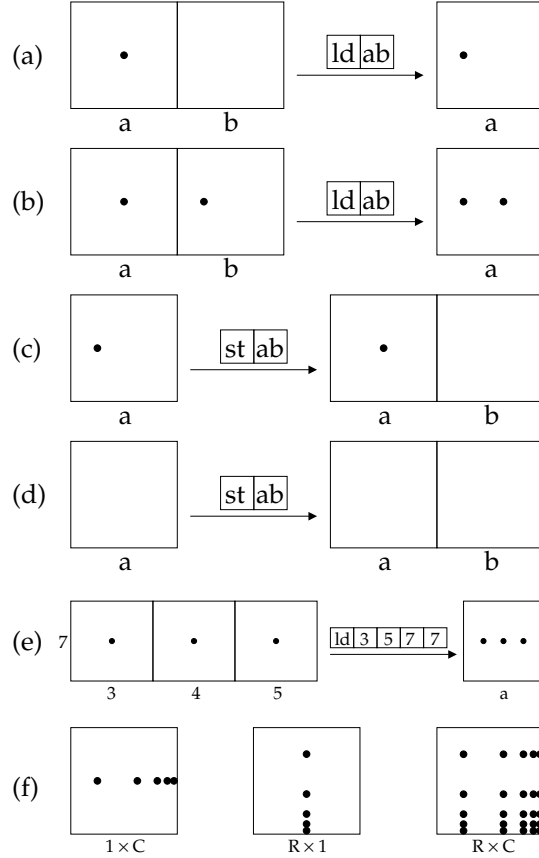 (a) ld ab
a b a
(b) ld ab
a b a
(c) st ab
a a b
(d) st ab
a a b
(e) 7 ld 3 5 7 7
3 4 5 a
(f)
1 × C R × 1 R × C